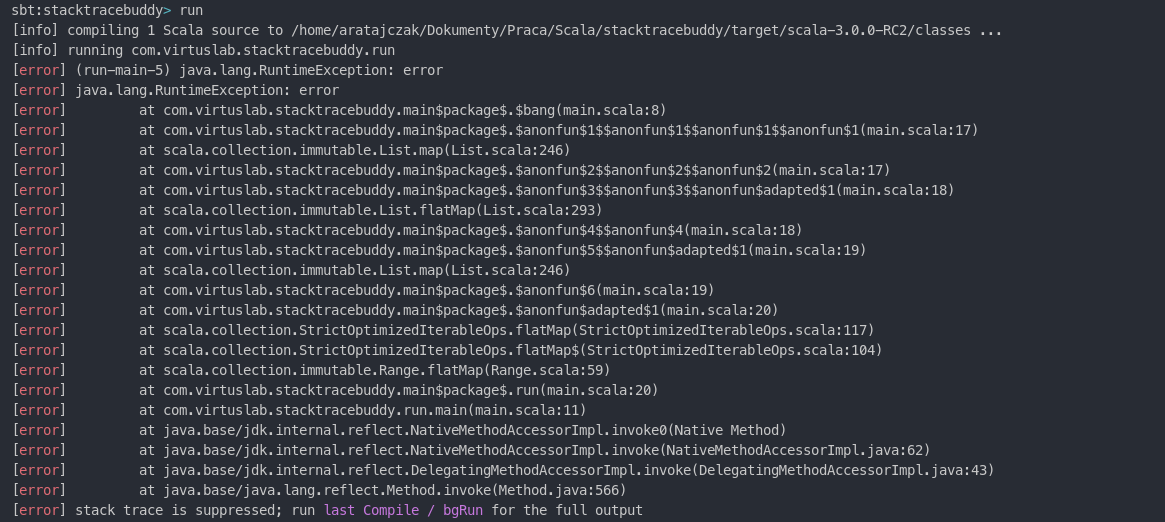 sbt:stacktracebuddy> run
[info] compiling 1 Scala source to /home/aratajczak/Dokumenty/Praca/Scala/stacktracebuddy/target/scala-3.0.0-RC2/classes ...
[info] running com.virtuslab.stacktracebuddy.run
[error] (run-main-5) java.lang.RuntimeException: error
[error] java.lang.RuntimeException: error
[error]         at com.virtuslab.stacktracebuddy.main$package$.$bang(main.scala:8)
[error]         at com.virtuslab.stacktracebuddy.main$package$.$anonfun$1$$anonfun$1$$anonfun$1$$anonfun$1(main.scala:17)
[error]         at scala.collection.immutable.List.map(List.scala:246)
[error]         at com.virtuslab.stacktracebuddy.main$package$.$anonfun$2$$anonfun$2$$anonfun$2(main.scala:17)
[error]         at com.virtuslab.stacktracebuddy.main$package$.$anonfun$3$$anonfun$3$$anonfun$adapted$1(main.scala:18)
[error]         at scala.collection.immutable.List.flatMap(List.scala:293)
[error]         at com.virtuslab.stacktracebuddy.main$package$.$anonfun$4$$anonfun$4(main.scala:18)
[error]         at com.virtuslab.stacktracebuddy.main$package$.$anonfun$5$$anonfun$adapted$1(main.scala:19)
[error]         at scala.collection.immutable.List.map(List.scala:246)
[error]         at com.virtuslab.stacktracebuddy.main$package$.$anonfun$6(main.scala:19)
[error]         at com.virtuslab.stacktracebuddy.main$package$.$anonfun$adapted$1(main.scala:20)
[error]         at scala.collection.StrictOptimizedIterableOps.flatMap(StrictOptimizedIterableOps.scala:117)
[error]         at scala.collection.StrictOptimizedIterableOps.flatMap$(StrictOptimizedIterableOps.scala:104)
[error]         at scala.collection.immutable.Range.flatMap(Range.scala:59)
[error]         at com.virtuslab.stacktracebuddy.main$package$.run(main.scala:20)
[error]         at com.virtuslab.stacktracebuddy.run.main(main.scala:11)
[error]         at java.base/jdk.internal.reflect.NativeMethodAccessorImpl.invoke0(Native Method)
[error]         at java.base/jdk.internal.reflect.NativeMethodAccessorImpl.invoke(NativeMethodAccessorImpl.java:62)
[error]         at java.base/jdk.internal.reflect.DelegatingMethodAccessorImpl.invoke(DelegatingMethodAccessorImpl.java:43)
[error]         at java.base/java.lang.reflect.Method.invoke(Method.java:566)
[error] stack trace is suppressed; run last Compile / bgRun for the full output